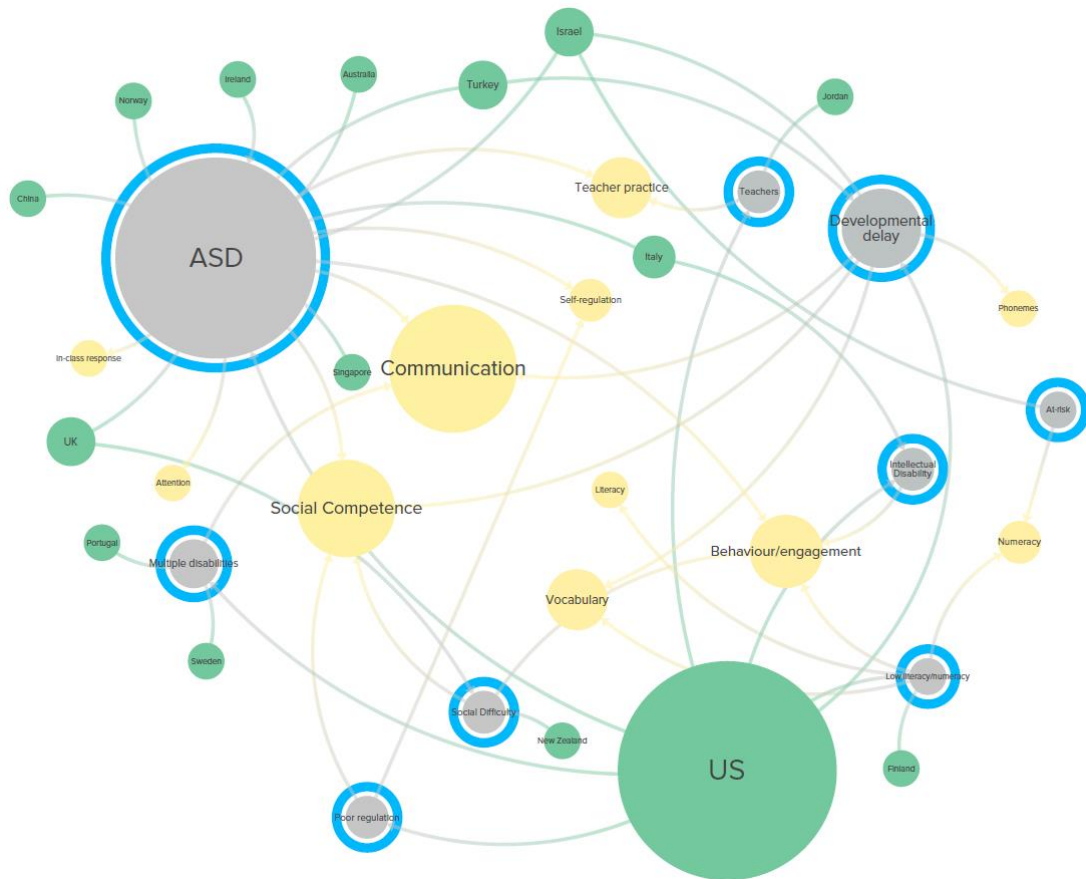 Israel
Ireland
Australia
Turkey
Norway
Jordan
Teacher practice
Teachers
China
Developmental
delay
ASD
Italy
Self-regulation
Phonemes
In-class response
Communication
Singapore
At-risk
UK
Intellectual
Disability
Attention
Literacy
Social Competence
Portugal
Numeracy
Behaviour/engagement
Multiple disabilities
Vocabulary
Sweden
Low literacy/numeracy
Social Difficulty
New Zealand
US
Finland
Poor regulation